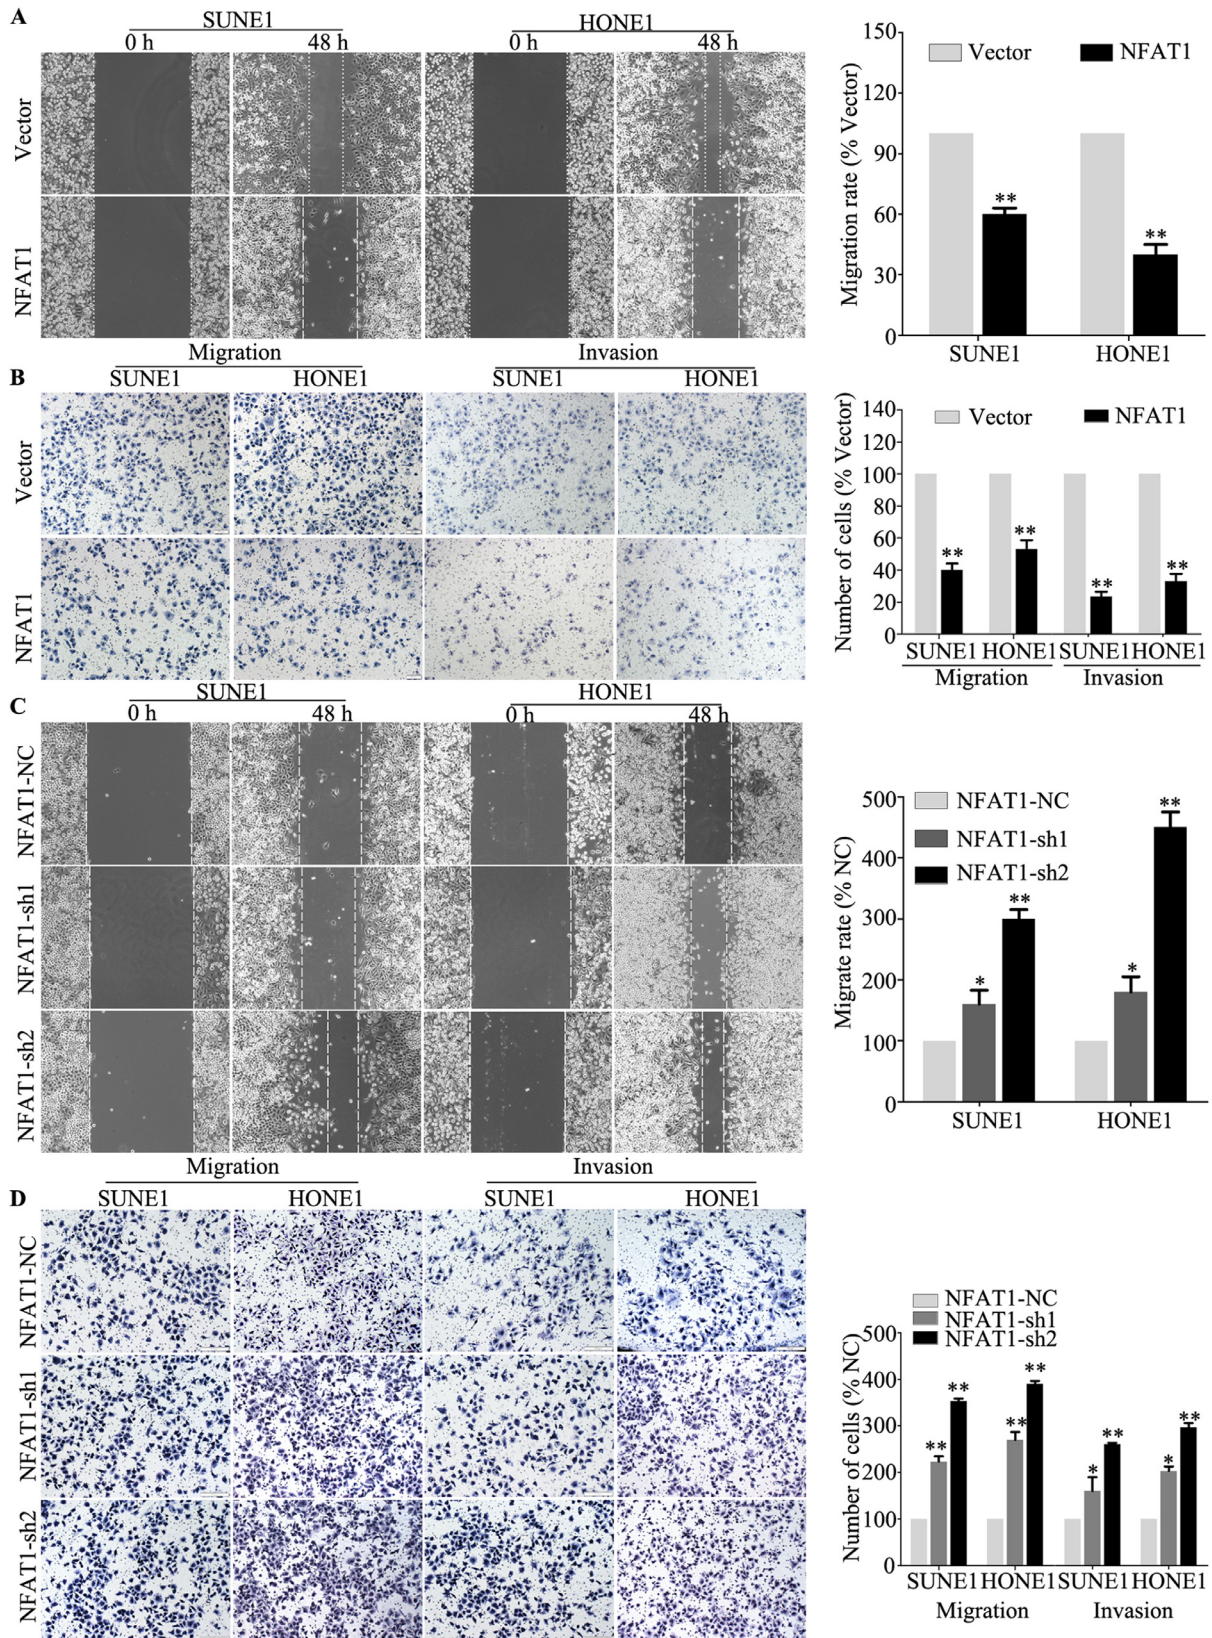 A
SUNE1
HONE1
0 h
48 h
0 h
48 h
Vector
NFAT1
150
120
90
60
30
0
Migration rate (% Vector)
Vector
NFAT1
**
**
SUNE1
HONE1
B
Migration
Invasion
SUNE1
HONE1
SUNE1
HONE1
Vector
NFAT1
140
120
100
80
60
40
20
0
Number of cells (% Vector)
Vector
NFAT1
**
**
**
**
SUNE1 HONE1 SUNE1 HONE1
Migration
Invasion
C
SUNE1
HONE1
0 h
48 h
0 h
48 h
NFAT1-NC
NFAT1-sh1
NFAT1-sh2
500
400
300
200
100
0
Migrate rate (% NC)
NFAT1-NC
NFAT1-sh1
NFAT1-sh2
*
**
*
**
SUNE1
HONE1
D
Migration
Invasion
SUNE1
HONE1
SUNE1
HONE1
NFAT1-NC
NFAT1-sh1
NFAT1-sh2
NFAT1-NC
NFAT1-sh1
NFAT1-sh2
500
400
300
200
100
0
Number of cells (% NC)
**
**
**
**
*
**
*
**
SUNE1 HONE1 SUNE1 HONE1
Migration
Invasion